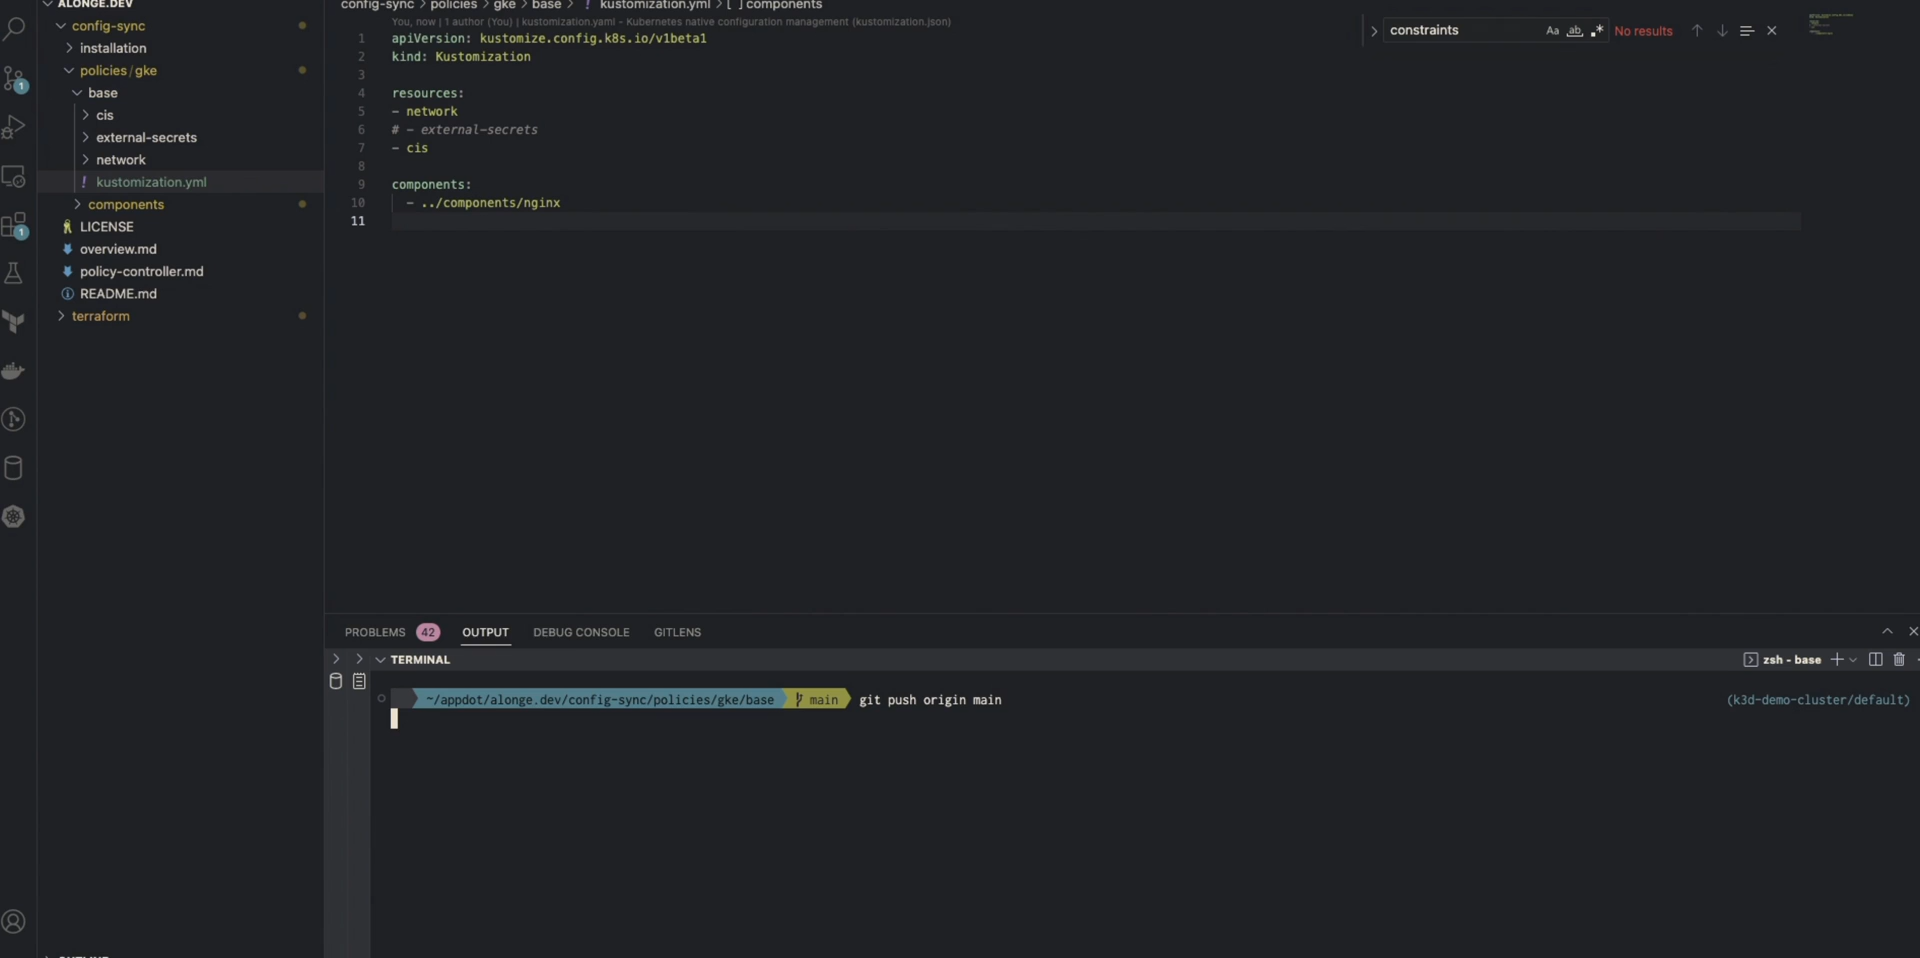 ALONGE.DEV
config-sync
installation
policies/gke
base
cis
external-secrets
network
! kustomization.yml
components
LICENSE
overview.md
policy-controller.md
README.md
terraform
1
1
config-sync > policies > gke > base > ! kustomization.yml > [ ] components
You, now | 1 author (You) | kustomization.yaml - Kubernetes native configuration management (kustomization.json)
1 apiVersion: kustomize.config.k8s.io/v1beta1
2 kind: Kustomization
3
4 resources:
5 - network
6 # - external-secrets
7 - cis
8
9 components:
10 - ../components/nginx
11
constraints Aa ab .* No results
PROBLEMS 42 OUTPUT DEBUG CONSOLE GITLENS
TERMINAL zsh - base
~/appdot/alonge.dev/config-sync/policies/gke/base main git push origin main (k3d-demo-cluster/default)